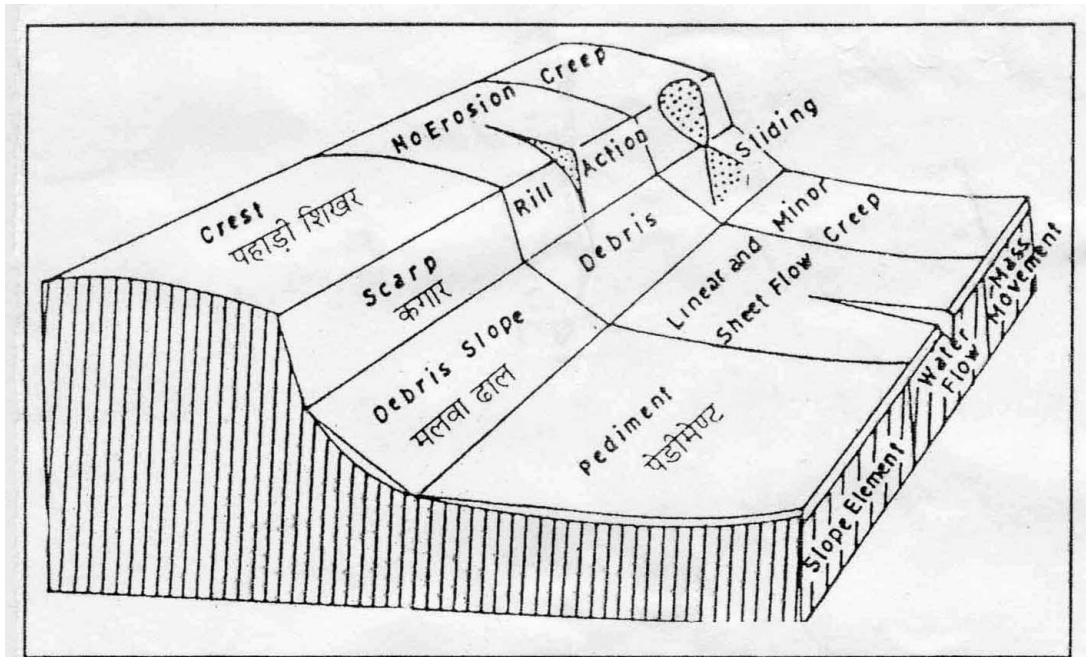 Creep
No Erosion
Crest
पहाड़ी शिखर
Sliding
Action
Rill
Scarp
कगार
Debris
Minor
Creep
Linear and
Sheet Flow
Debris Slope
मलवा ढाल
Pediment
पेडीमेण्ट
Mass
Movement
Water
Flow
Slope Element